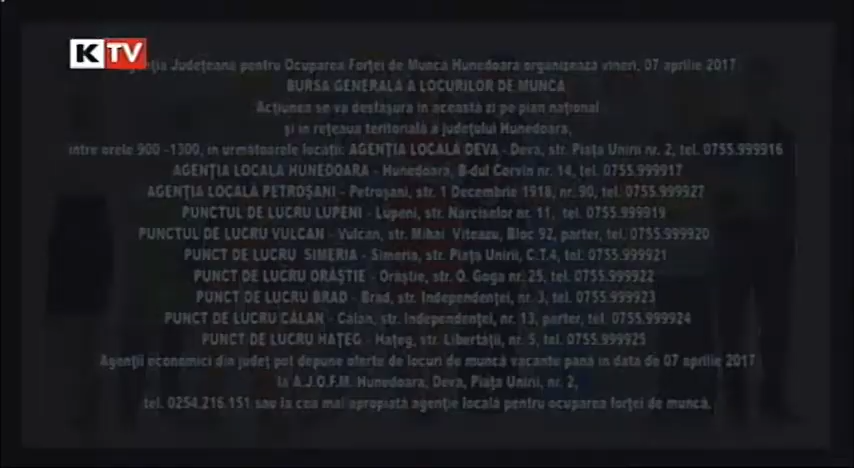 K TV
Județeană pentru Ocuparea Forței de Muncă Hunedoara organizează vineri, 07 aprilie 2017
BURSA GENERALĂ A LOCURILOR DE MUNCĂ
Acțiunea se va desfășura în această zi pe plan național
și în rețeaua teritorială a județului Hunedoara,
între orele 900 -1300, în următoarele locații: AGENȚIA LOCALĂ DEVA - Deva, str. Piața Unirii nr. 2, tel. 0755.999916
AGENȚIA LOCALĂ HUNEDOARA - Hunedoara, B-dul Corvin nr. 14, tel. 0755.999917
AGENȚIA LOCALĂ PETROȘANI - Petroșani, str. 1 Decembrie 1918, nr. 90, tel. 0755.999927
PUNCTUL DE LUCRU LUPENI - Lupeni, str. Narciselor nr. 11, tel. 0755.999919
PUNCTUL DE LUCRU VULCAN - Vulcan, str. Mihai Viteazu, Bloc 92, parter, tel. 0755.999920
PUNCT DE LUCRU SIMERIA - Simeria, str. Piața Unirii, C.T.4, tel. 0755.999921
PUNCT DE LUCRU ORĂȘTIE - Orăștie, str. O. Goga nr. 25, tel. 0755.999922
PUNCT DE LUCRU BRAD - Brad, str. Independenței, nr. 3, tel. 0755.999923
PUNCT DE LUCRU CĂLAN - Călan, str. Independenței, nr. 13, parter, tel. 0755.999924
PUNCT DE LUCRU HAȚEG - Hațeg, str. Libertății, nr. 5, tel. 0755.999925
Agenții economici din județ pot depune oferte de locuri de muncă vacante până în data de 07 aprilie 2017
la A.J.O.F.M. Hunedoara, Deva, Piața Unirii, nr. 2,
tel. 0254.216.151 sau la cea mai apropiată agenție locală pentru ocuparea forței de muncă.